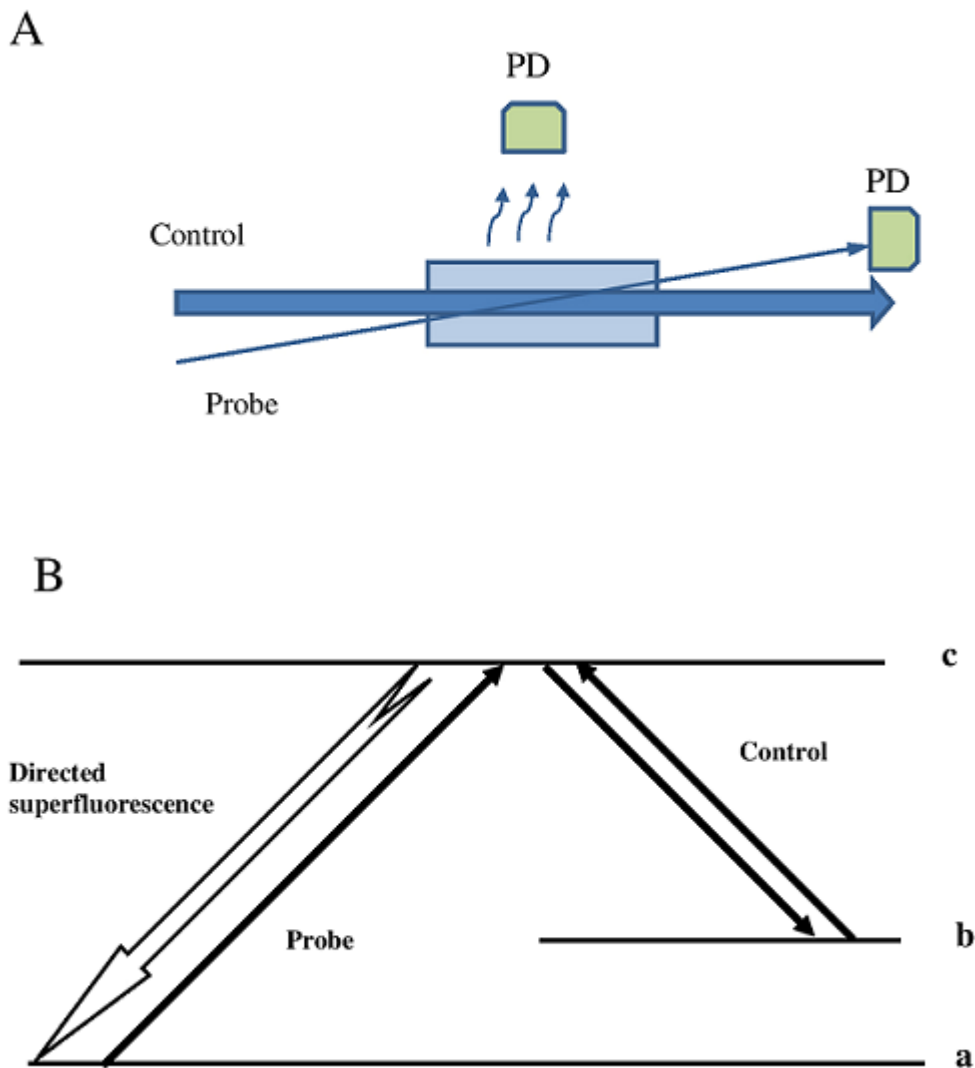 A
PD
PD
Control
Probe
B
c
Directed
superfluorescence
Control
Probe
b
a